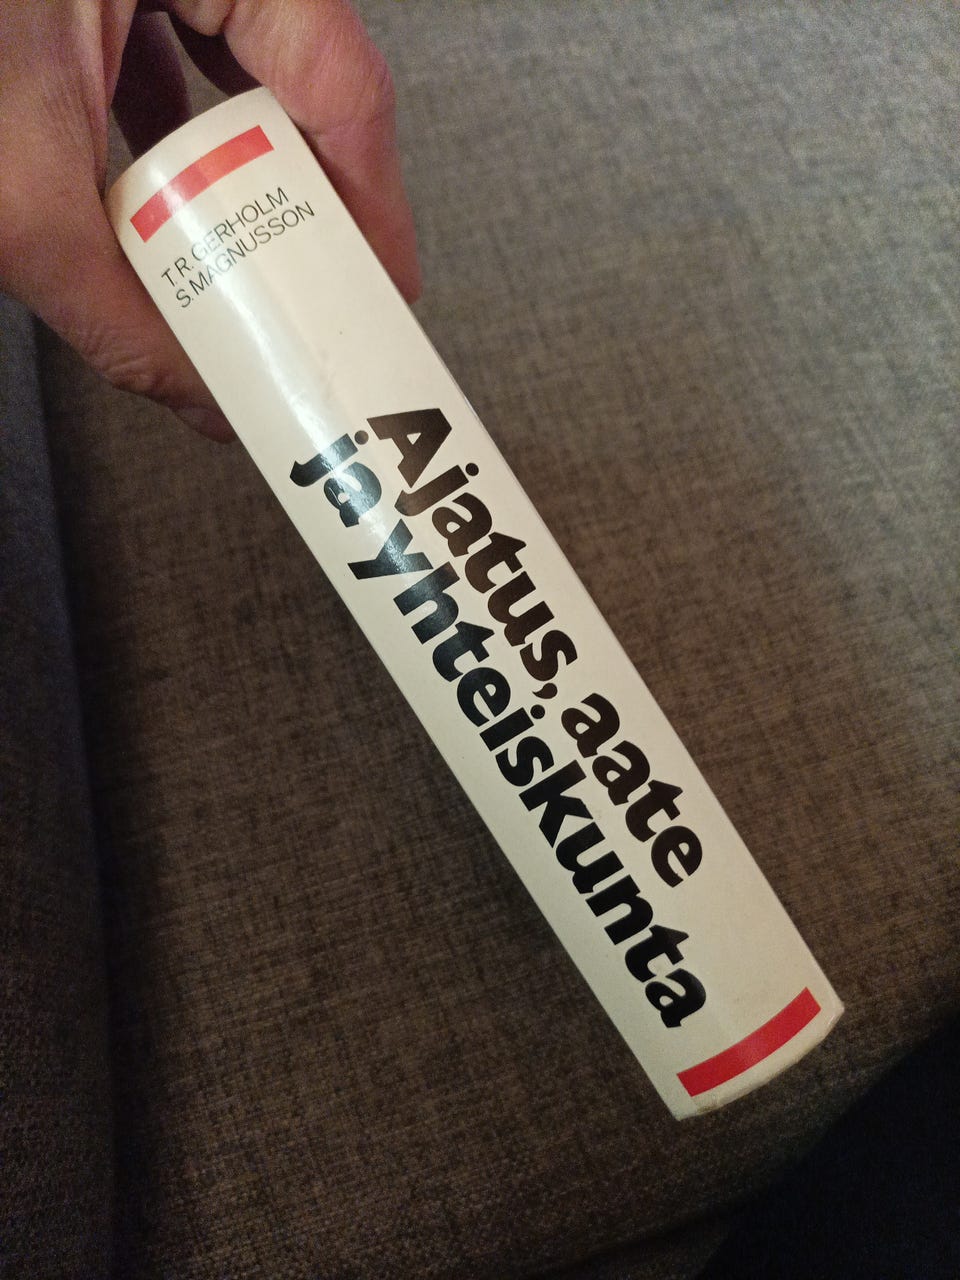 T.R. GERHOLM
S. MAGNUSSON
Ajatus, aate
ja yhteiskunta